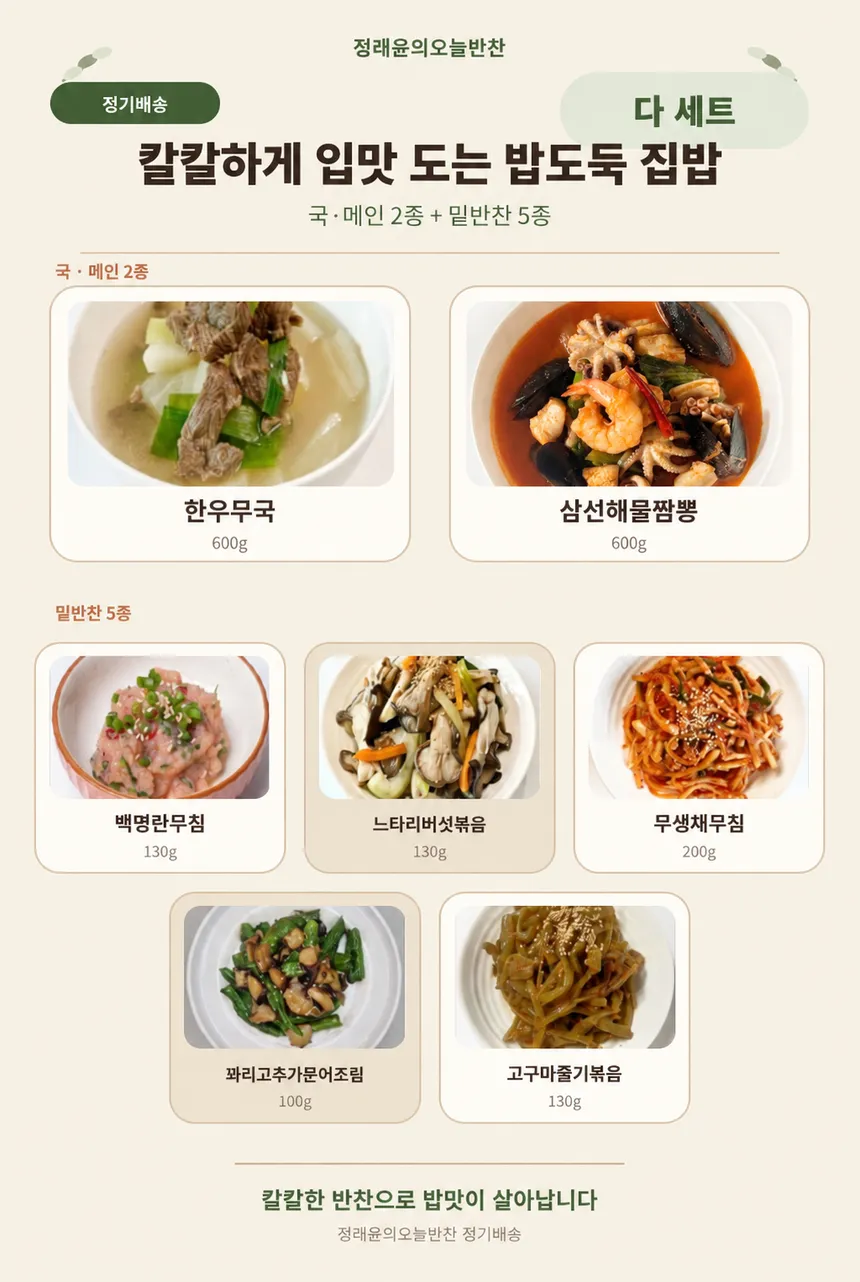 정래윤의오늘반찬
정기배송
다 세트
칼칼하게 입맛 도는 밥도둑 집밥
국·메인 2종 + 밑반찬 5종
국 · 메인 2종
한우무국
600g
삼선해물짬뽕
600g
밑반찬 5종
백명란무침
130g
느타리버섯볶음
130g
무생채무침
200g
꽈리고추가문어조림
100g
고구마줄기볶음
130g
칼칼한 반찬으로 밥맛이 살아납니다
정래윤의오늘반찬 정기배송